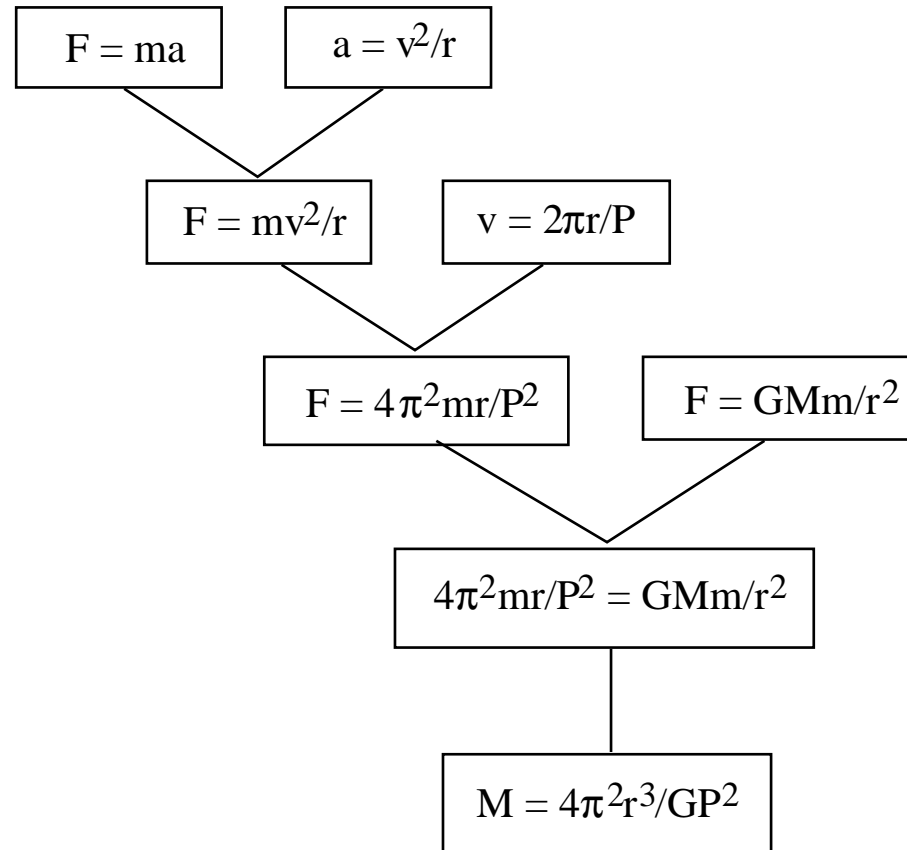 F = ma
a = v²/r
F = mv²/r
v = 2πr/P
F = 4π²mr/P²
F = GMm/r²
4π²mr/P² = GMm/r²
M = 4π²r³/GP²